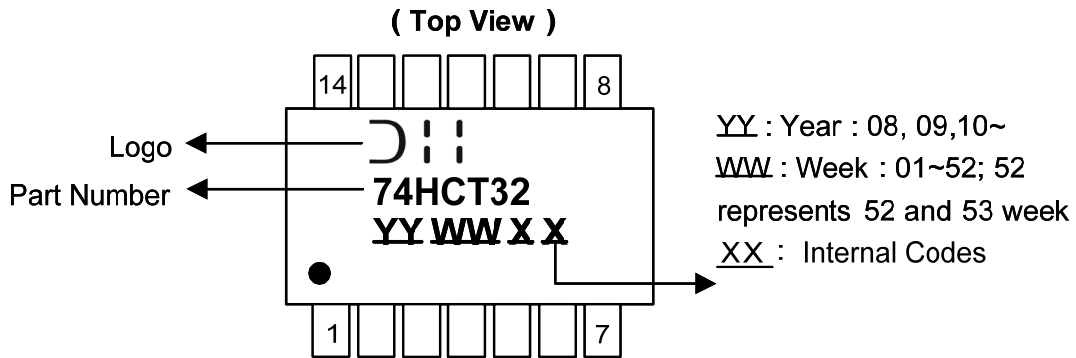 ( Top View )
14
8
Logo
Part Number
74HCT32
YY WW X X
1
7
YY : Year : 08, 09,10~
WW : Week : 01~52; 52
represents 52 and 53 week
XX : Internal Codes